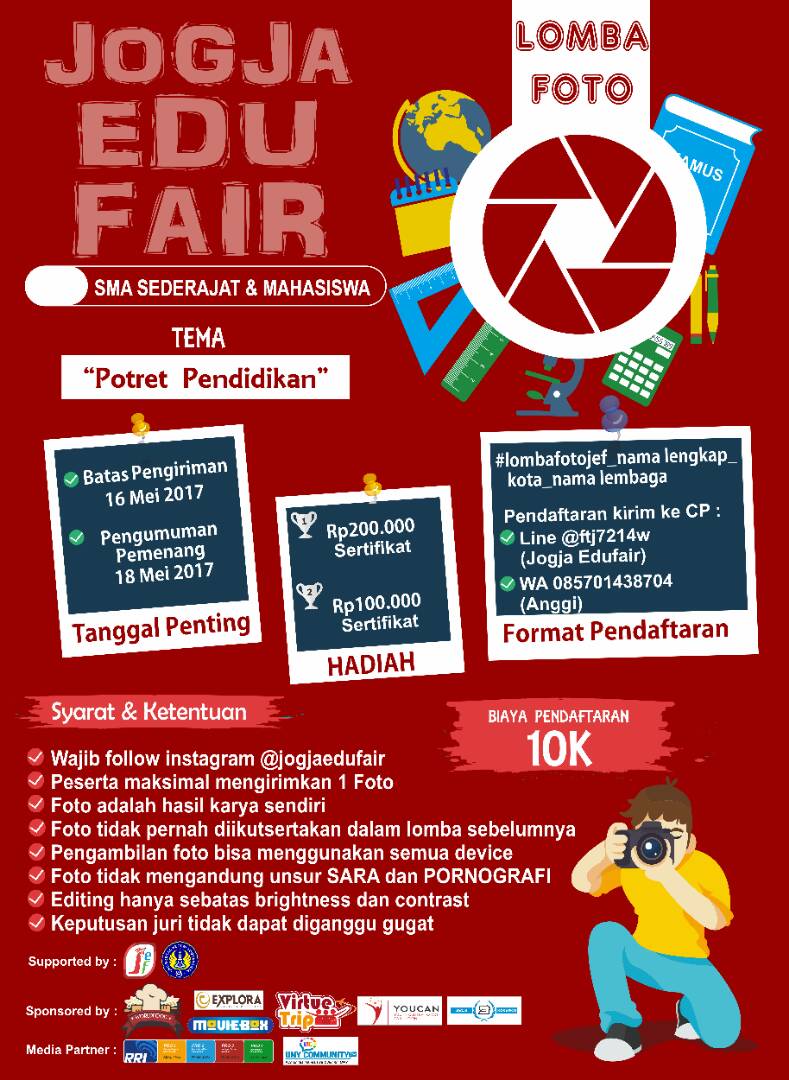 JOGJA
EDU
FAIR
LOMBA
FOTO
KAMUS
SMA SEDERAJAT & MAHASISWA
TEMA
“Potret Pendidikan”
Batas Pengiriman
16 Mei 2017
Pengumuman
Pemenang
18 Mei 2017
Tanggal Penting
1
Rp200.000
Sertifikat
2
Rp100.000
Sertifikat
HADIAH
#lombafotojef_nama lengkap_
kota_nama lembaga
Pendaftaran kirim ke CP :
Line @ftj7214w
(Jogja Edufair)
WA 085701438704
(Anggi)
Format Pendaftaran
Syarat & Ketentuan
BIAYA PENDAFTARAN
10K
Wajib follow instagram @jogjaedufair
Peserta maksimal mengirimkan 1 Foto
Foto adalah hasil karya sendiri
Foto tidak pernah diikutsertakan dalam lomba sebelumnya
Pengambilan foto bisa menggunakan semua device
Foto tidak mengandung unsur SARA dan PORNOGRAFI
Editing hanya sebatas brightness dan contrast
Keputusan juri tidak dapat diganggu gugat
Supported by :
Sponsored by :
EXPLORA
MOVIEBOX
Virtue
Trip
YOUCAN
Media Partner :
RRI
UNY COMMUNITY